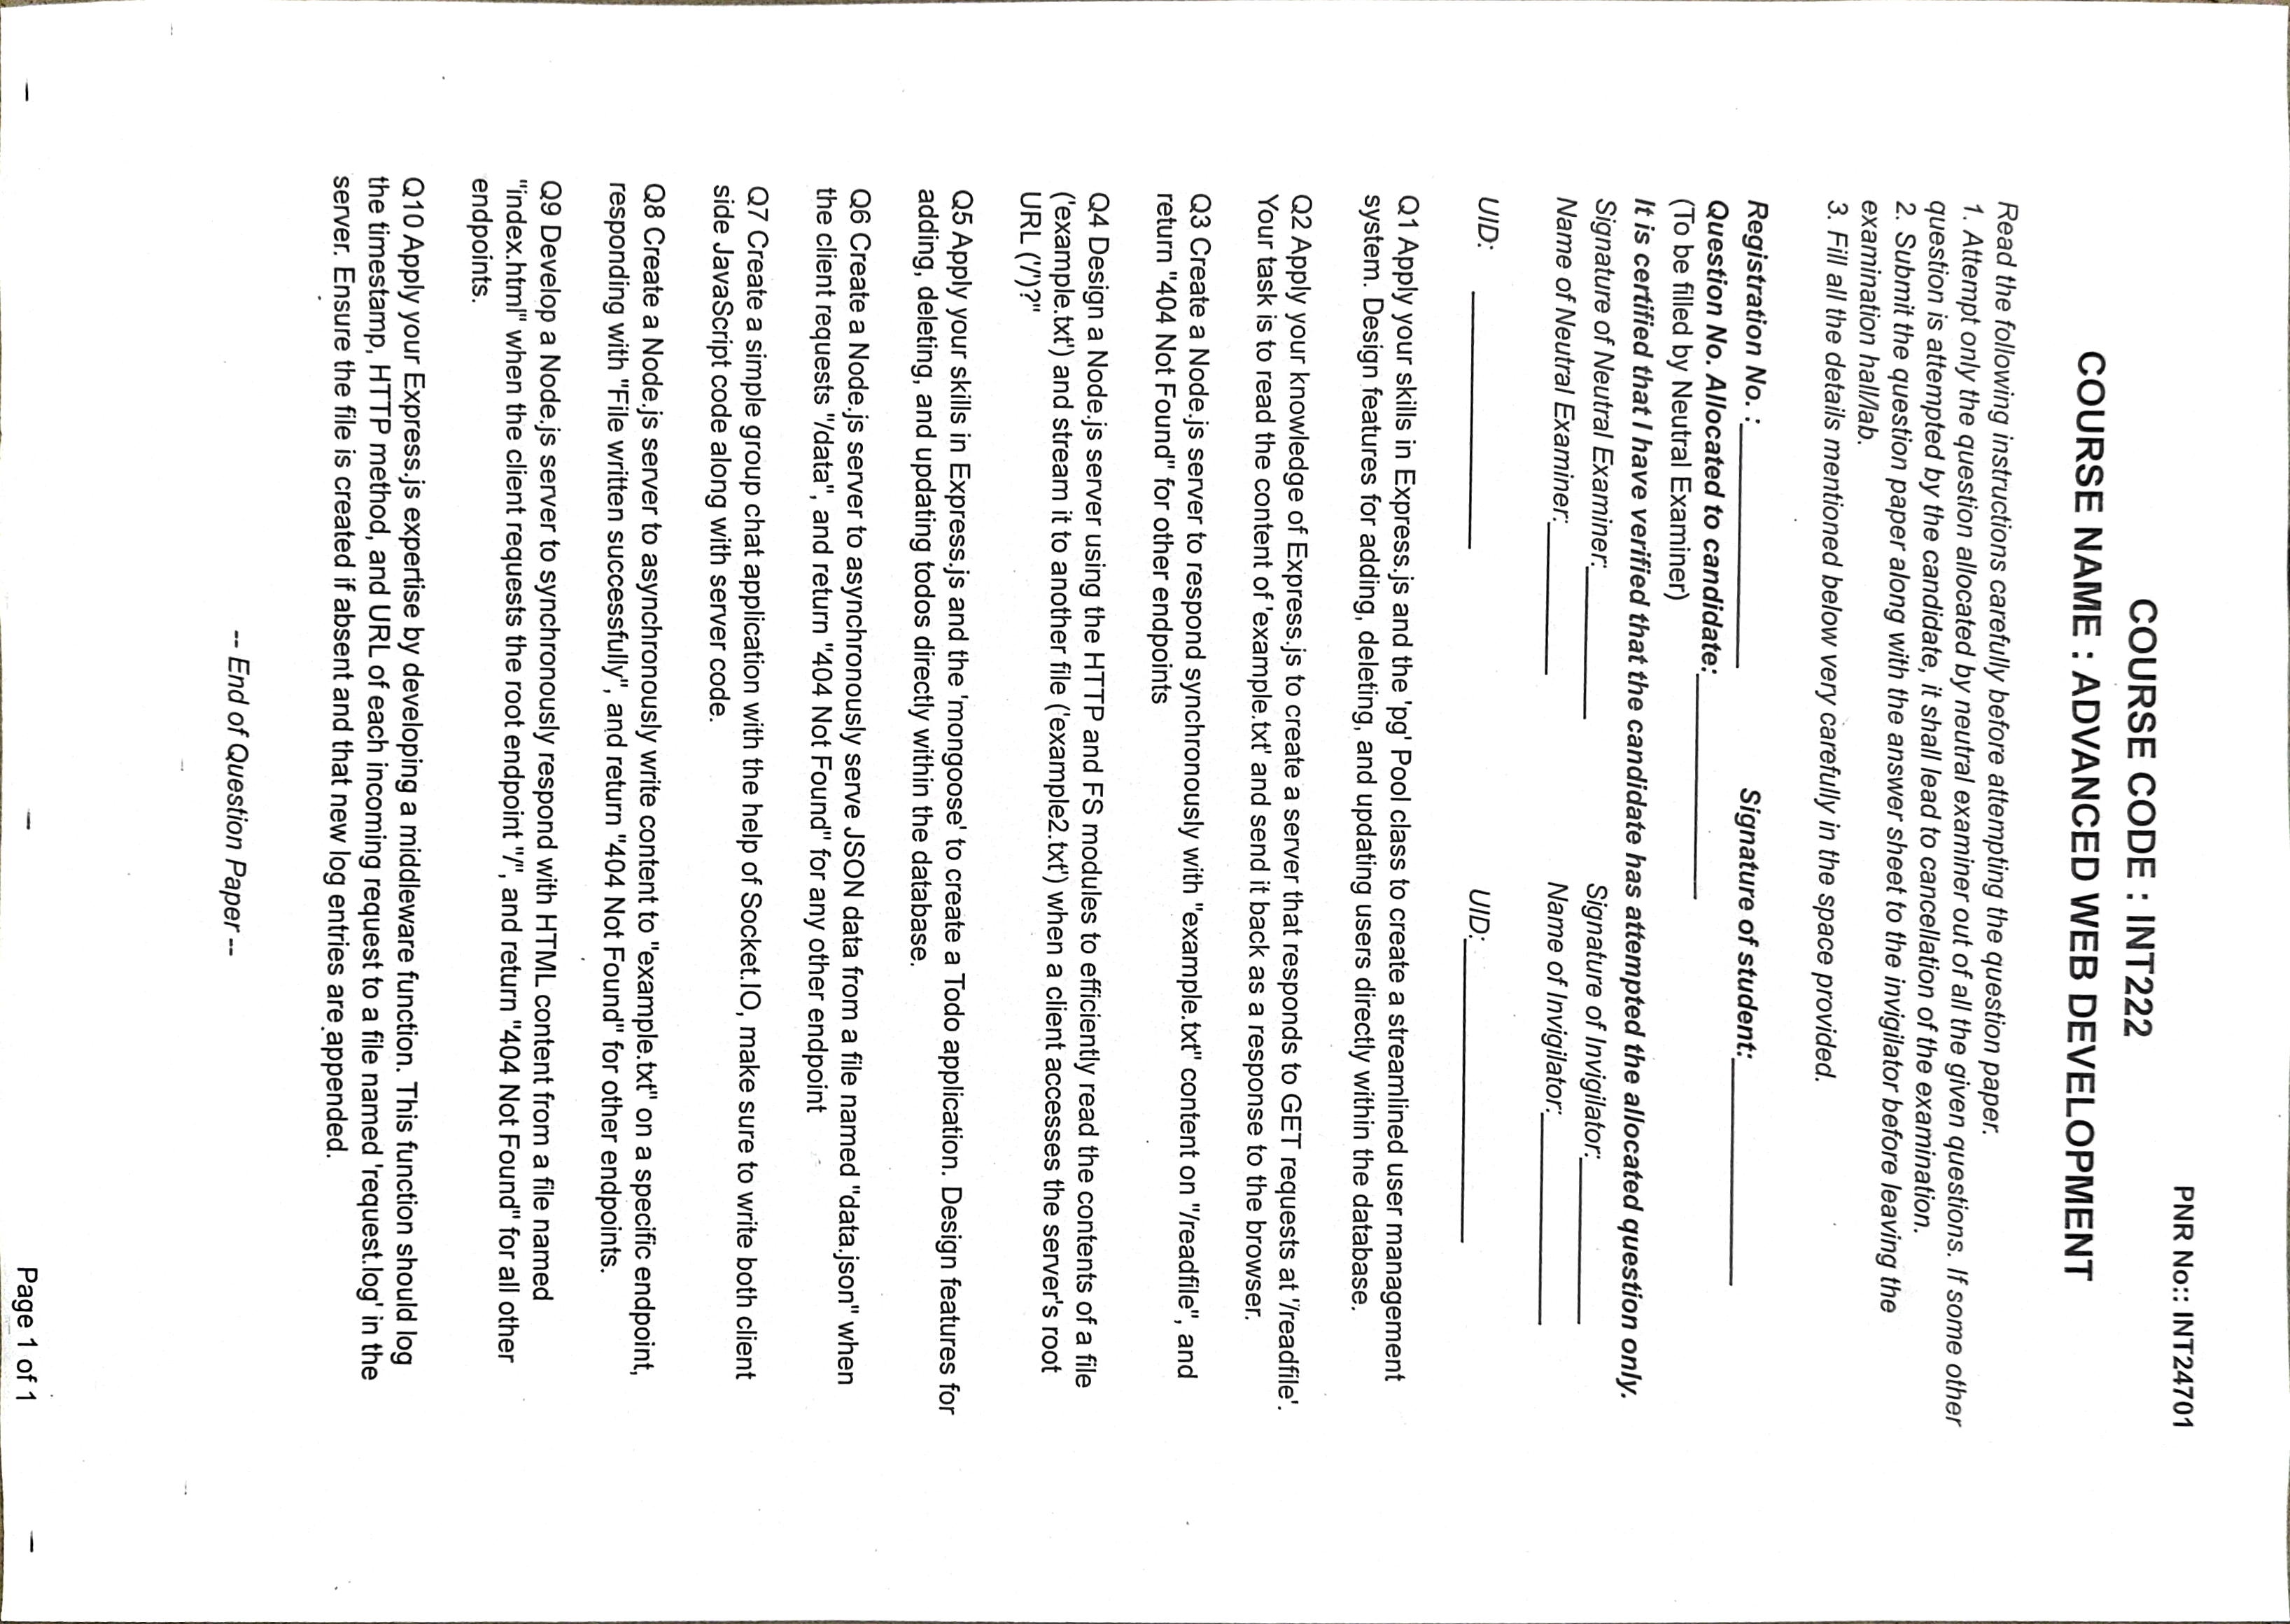 PNR No:: INT24701
COURSE CODE : INT222
COURSE NAME : ADVANCED WEB DEVELOPMENT
Read the following instructions carefully before attempting the question paper.
1. Attempt only the question allocated by neutral examiner out of all the given questions. If some other
question is attempted by the candidate, it shall lead to cancellation of the examination.
2. Submit the question paper along with the answer sheet to the invigilator before leaving the
examination hall/lab.
3. Fill all the details mentioned below very carefully in the space provided.
Registration No. :________________ Signature of student:________________
Question No. Allocated to candidate:________________
(To be filled by Neutral Examiner)
It is certified that I have verified that the candidate has attempted the allocated question only.
Signature of Neutral Examiner:__________ Signature of Invigilator:___________
Name of Neutral Examiner:__________ Name of Invigilator:______________
UID: _________________ UID:____________________
Q1 Apply your skills in Express.js and the 'pg' Pool class to create a streamlined user management
system. Design features for adding, deleting, and updating users directly within the database.
Q2 Apply your knowledge of Express.js to create a server that responds to GET requests at '/readfile'.
Your task is to read the content of 'example.txt' and send it back as a response to the browser.
Q3 Create a Node.js server to respond synchronously with "example.txt" content on "/readfile", and
return "404 Not Found" for other endpoints
Q4 Design a Node.js server using the HTTP and FS modules to efficiently read the contents of a file
('example.txt') and stream it to another file ('example2.txt') when a client accesses the server's root
URL ('/')?"
Q5 Apply your skills in Express.js and the 'mongoose' to create a Todo application. Design features for
adding, deleting, and updating todos directly within the database.
Q6 Create a Node.js server to asynchronously serve JSON data from a file named "data.json" when
the client requests "/data", and return "404 Not Found" for any other endpoint
Q7 Create a simple group chat application with the help of Socket.IO, make sure to write both client
side JavaScript code along with server code.
Q8 Create a Node.js server to asynchronously write content to "example.txt" on a specific endpoint,
responding with "File written successfully", and return "404 Not Found" for other endpoints.
Q9 Develop a Node.js server to synchronously respond with HTML content from a file named
"index.html" when the client requests the root endpoint "/", and return "404 Not Found" for all other
endpoints.
Q10 Apply your Express.js expertise by developing a middleware function. This function should log
the timestamp, HTTP method, and URL of each incoming request to a file named 'request.log' in the
server. Ensure the file is created if absent and that new log entries are appended.
-- End of Question Paper --
Page 1 of 1